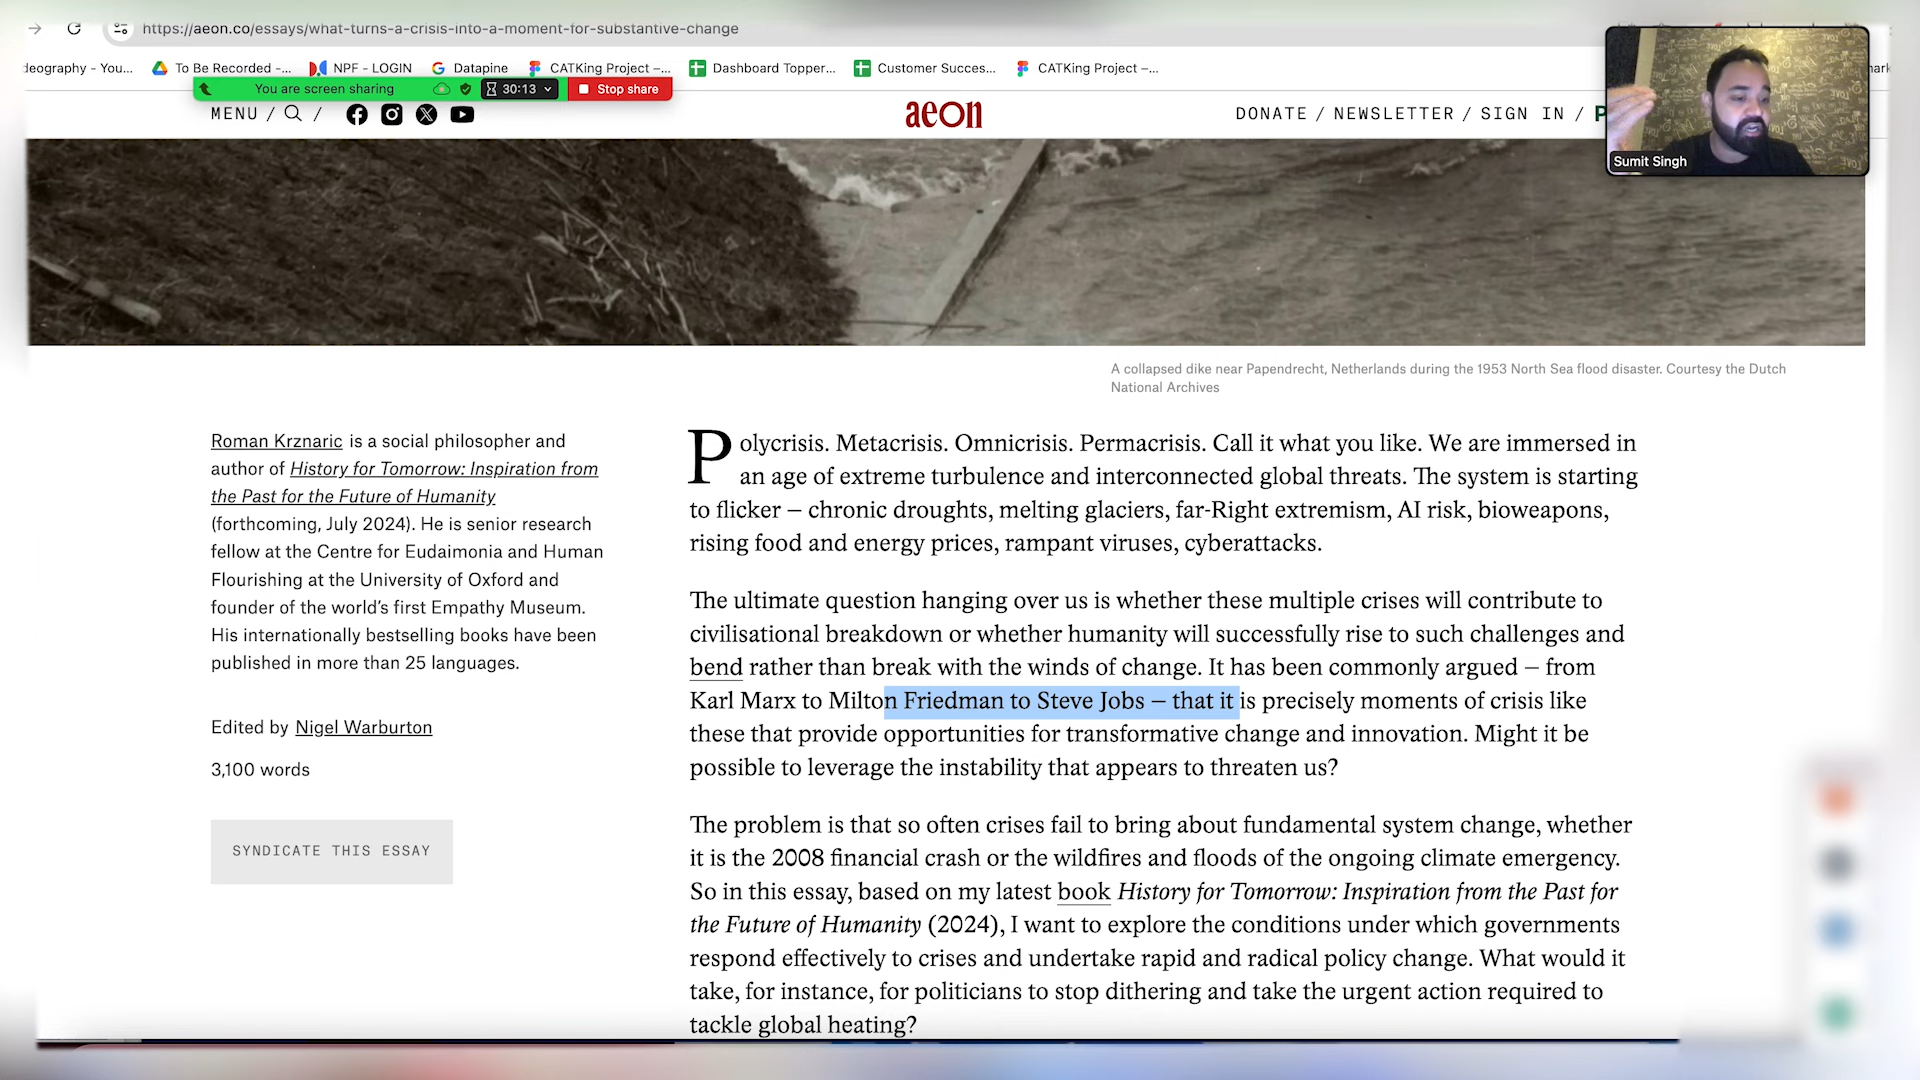 https://aeon.co/essays/what-turns-a-crisis-into-a-moment-for-substantive-change
deography - You...
To Be Recorded -...
NPF - LOGIN
Datapine
CATKing Project –...
Dashboard Topper...
Customer Succes...
CATKing Project –...
You are screen sharing
30:13
Stop share
MENU / /
aeon
DONATE / NEWSLETTER / SIGN IN /
Sumit Singh
A collapsed dike near Papendrecht, Netherlands during the 1953 North Sea flood disaster. Courtesy the Dutch
National Archives
Roman Krznaric is a social philosopher and
author of History for Tomorrow: Inspiration from
the Past for the Future of Humanity
(forthcoming, July 2024). He is senior research
fellow at the Centre for Eudaimonia and Human
Flourishing at the University of Oxford and
founder of the world's first Empathy Museum.
His internationally bestselling books have been
published in more than 25 languages.
Edited by Nigel Warburton
3,100 words
SYNDICATE THIS ESSAY
Polycrisis. Metacrisis. Omnicrisis. Permacrisis. Call it what you like. We are immersed in
an age of extreme turbulence and interconnected global threats. The system is starting
to flicker – chronic droughts, melting glaciers, far-Right extremism, AI risk, bioweapons,
rising food and energy prices, rampant viruses, cyberattacks.
The ultimate question hanging over us is whether these multiple crises will contribute to
civilisational breakdown or whether humanity will successfully rise to such challenges and
bend rather than break with the winds of change. It has been commonly argued – from
Karl Marx to Milton Friedman to Steve Jobs – that it is precisely moments of crisis like
these that provide opportunities for transformative change and innovation. Might it be
possible to leverage the instability that appears to threaten us?
The problem is that so often crises fail to bring about fundamental system change, whether
it is the 2008 financial crash or the wildfires and floods of the ongoing climate emergency.
So in this essay, based on my latest book History for Tomorrow: Inspiration from the Past for
the Future of Humanity (2024), I want to explore the conditions under which governments
respond effectively to crises and undertake rapid and radical policy change. What would it
take, for instance, for politicians to stop dithering and take the urgent action required to
tackle global heating?